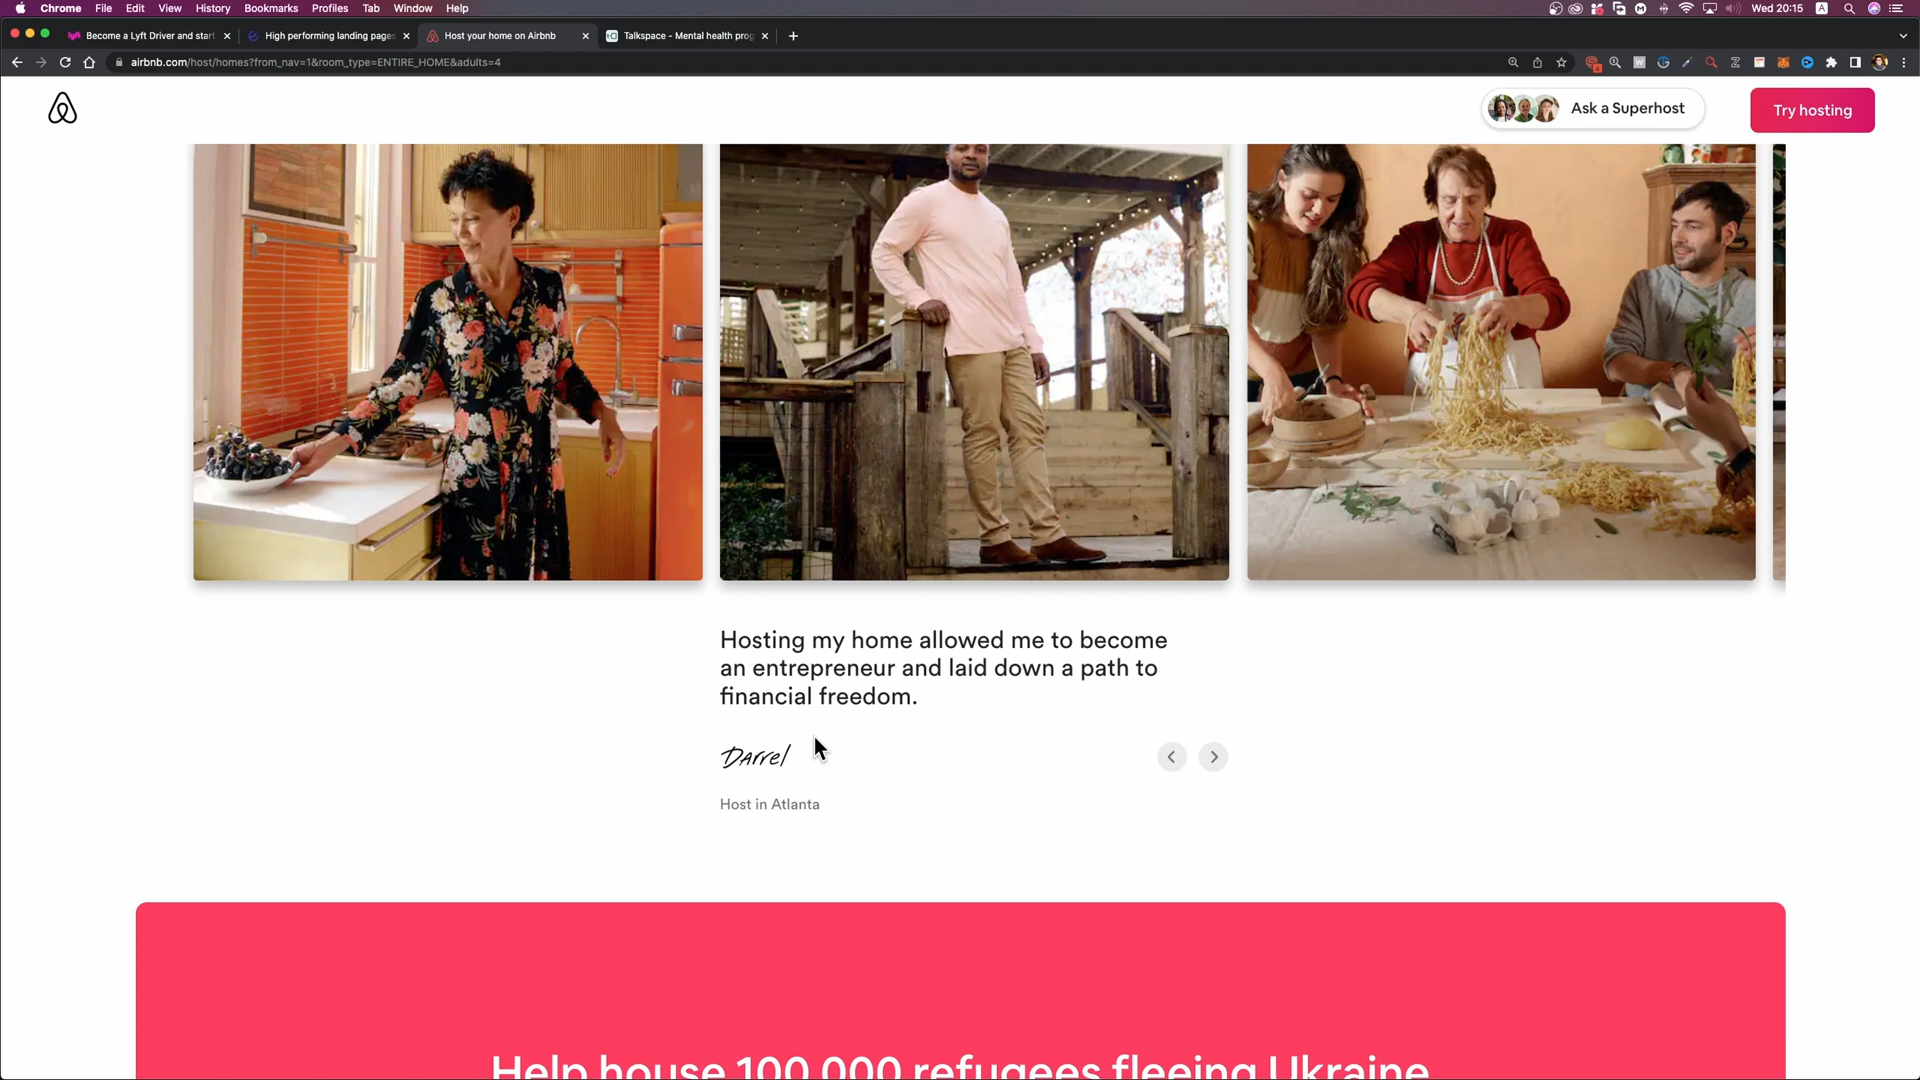 Chrome File Edit View History Bookmarks Profiles Tab Window Help
Wed 20:15
Become a Lyft Driver and start
High performing landing pages
Host your home on Airbnb
Talkspace - Mental health prog
airbnb.com/host/homes?from_nav=1&room_type=ENTIRE_HOME&adults=4
Ask a Superhost
Try hosting
Hosting my home allowed me to become
an entrepreneur and laid down a path to
financial freedom.
Darrel
Host in Atlanta
Help house 100,000 refugees fleeing Ukraine